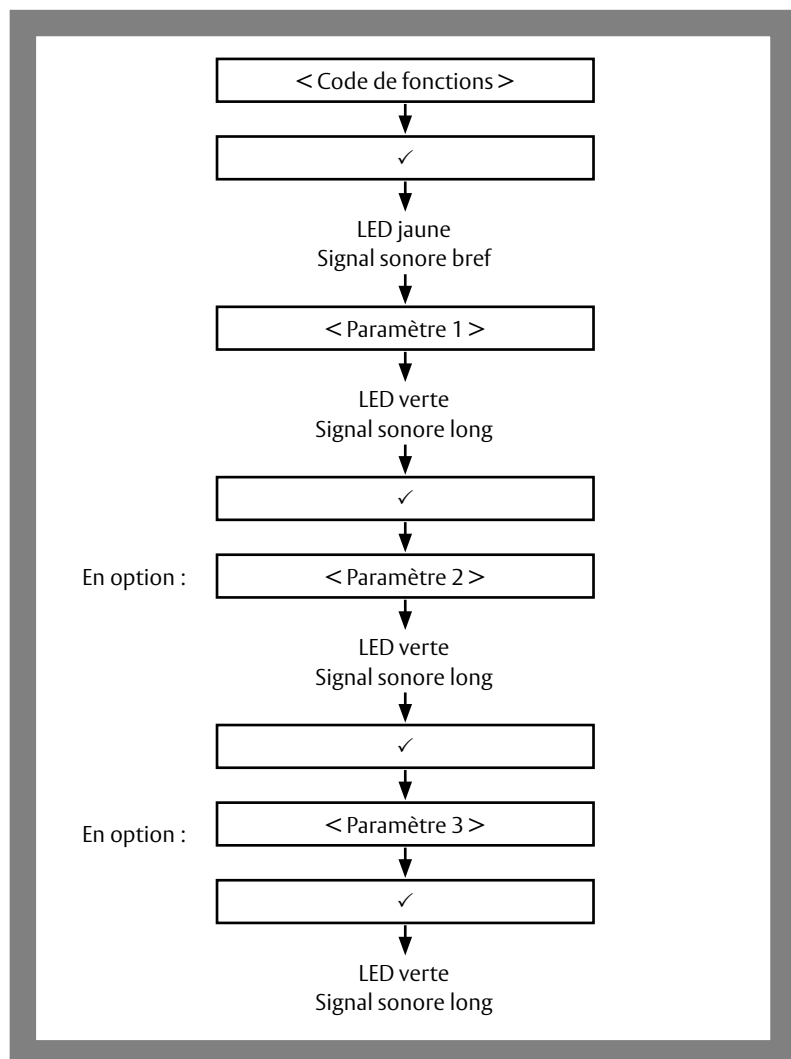 < Code de fonctions >
✓
LED jaune
Signal sonore bref
< Paramètre 1 >
LED verte
Signal sonore long
✓
En option : < Paramètre 2 >
LED verte
Signal sonore long
✓
En option : < Paramètre 3 >
✓
LED verte
Signal sonore long